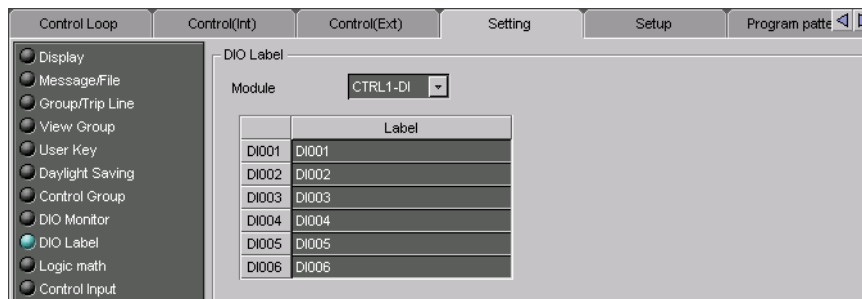 Control Loop Control(Int) Control(Ext) Setting Setup Program patte
Display
Message/File
Group/Trip Line
View Group
User Key
Daylight Saving
Control Group
DIO Monitor
DIO Label
Logic math
Control Input
DIO Label
Module CTRL1-DI
Label
DI001 DI001
DI002 DI002
DI003 DI003
DI004 DI004
DI005 DI005
DI006 DI006